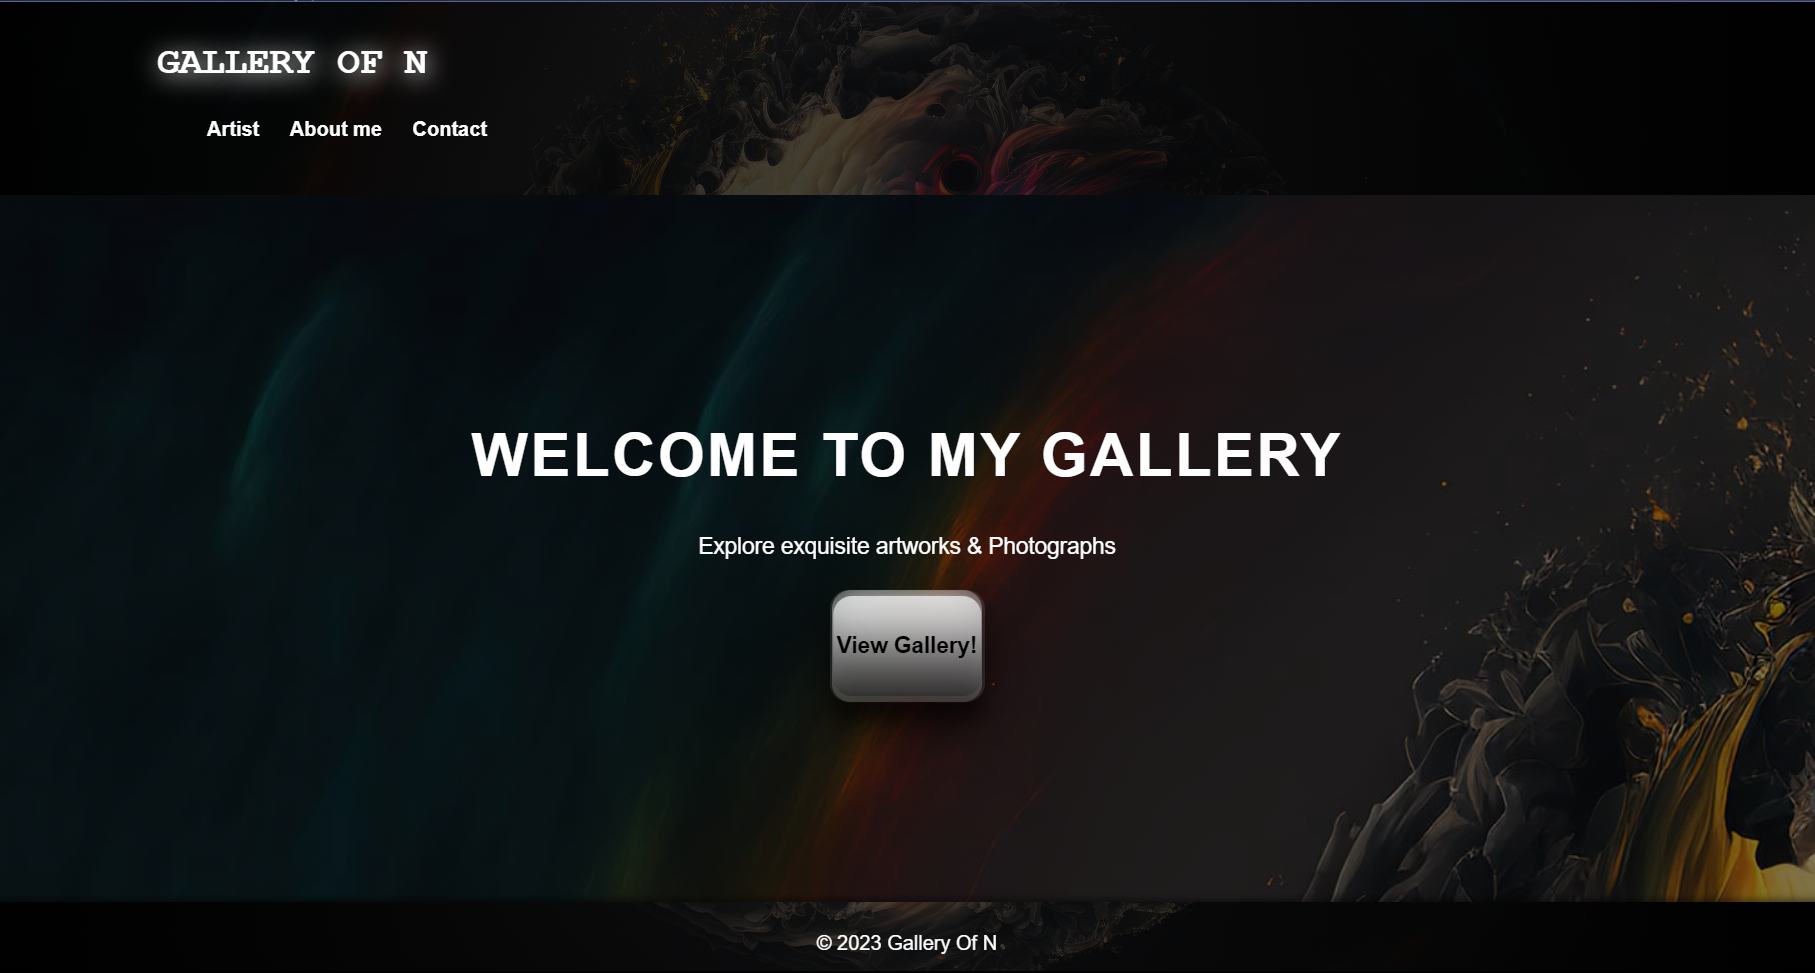 GALLERY OF N
Artist About me Contact
WELCOME TO MY GALLERY
Explore exquisite artworks & Photographs
View Gallery!
© 2023 Gallery Of N